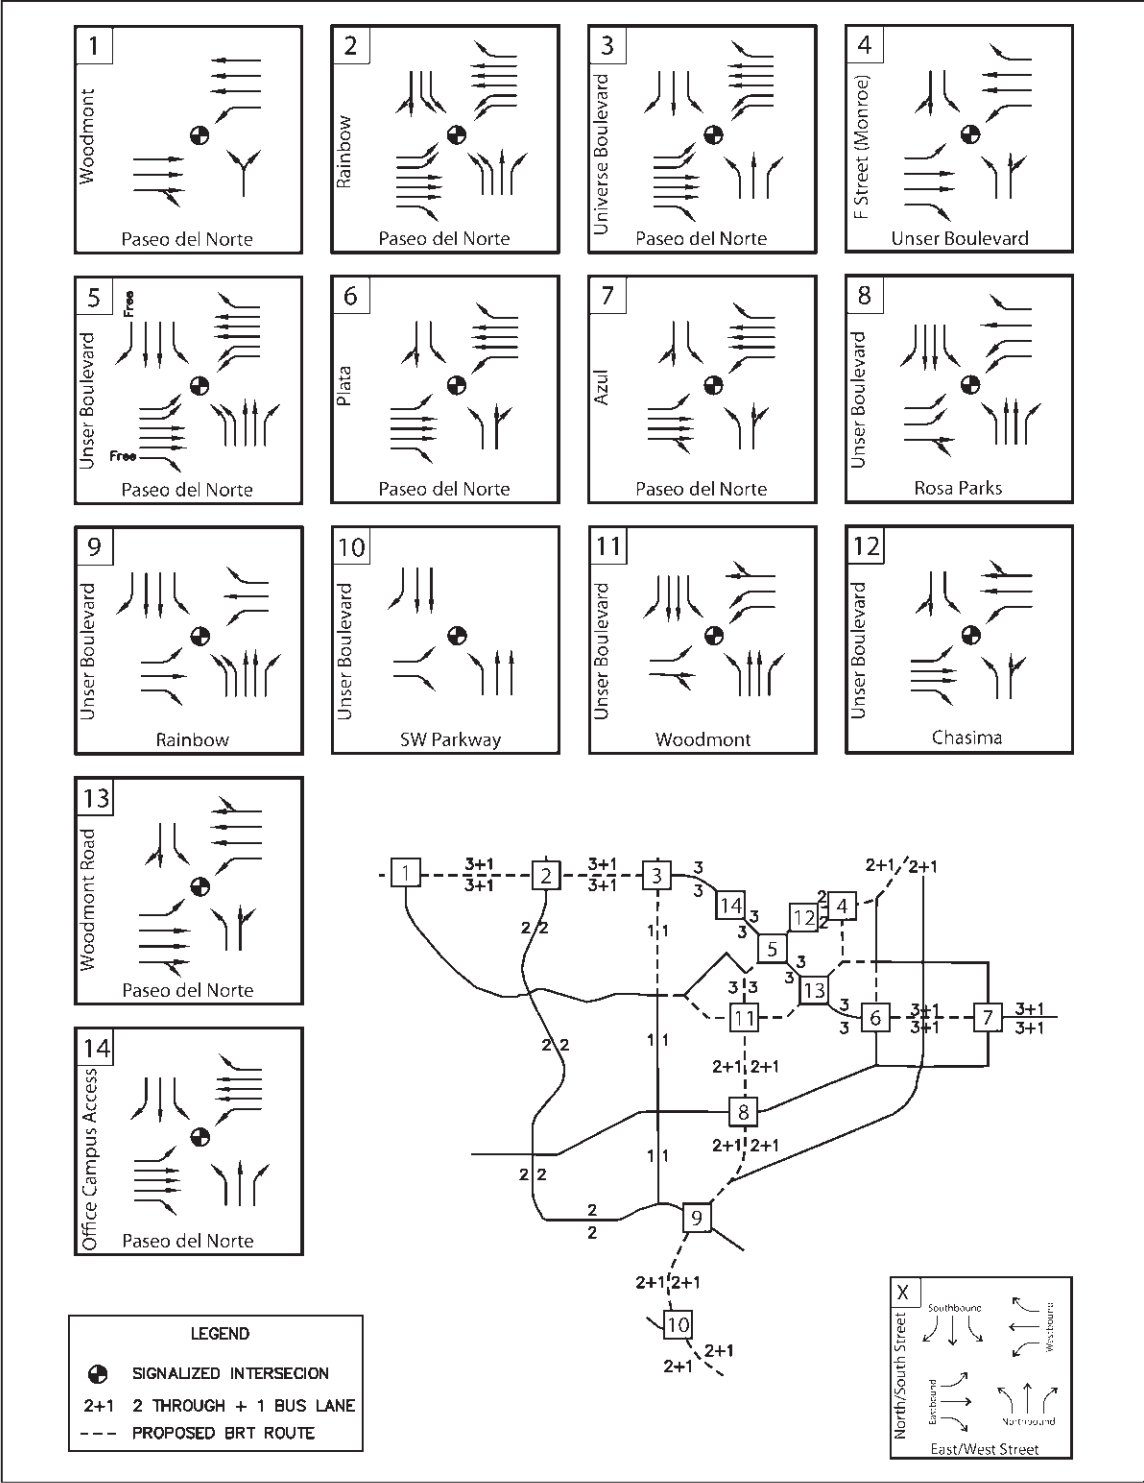 1
Woodmont
Paseo del Norte
2
Rainbow
Paseo del Norte
3
Universe Boulevard
Paseo del Norte
4
F Street (Monroe)
Unser Boulevard
5
Free
Unser Boulevard
Free
Paseo del Norte
6
Plata
Paseo del Norte
7
Azul
Paseo del Norte
8
Unser Boulevard
Rosa Parks
9
Unser Boulevard
Rainbow
10
Unser Boulevard
SW Parkway
11
Unser Boulevard
Woodmont
12
Unser Boulevard
Chasima
13
Woodmont Road
Paseo del Norte
14
Office Campus Access
Paseo del Norte
1
3+1
3+1
2
3+1
3+1
3
3
3
14
3
3
5
12
2
2
4
2+1
2+1
2 2
1 1
3
3
13
3 3
11
3
3
6
3+1
3+1
7
3+1
3+1
2 2
1 1
2+1 2+1
8
2+1 2+1
2 2
1 1
2
2
9
2+1 2+1
10
2+1
2+1
LEGEND
SIGNALIZED INTERSECION
2+1 2 THROUGH + 1 BUS LANE
PROPOSED BRT ROUTE
X
North/South Street
Southbound
Westbound
Eastbound
Northbound
East/West Street